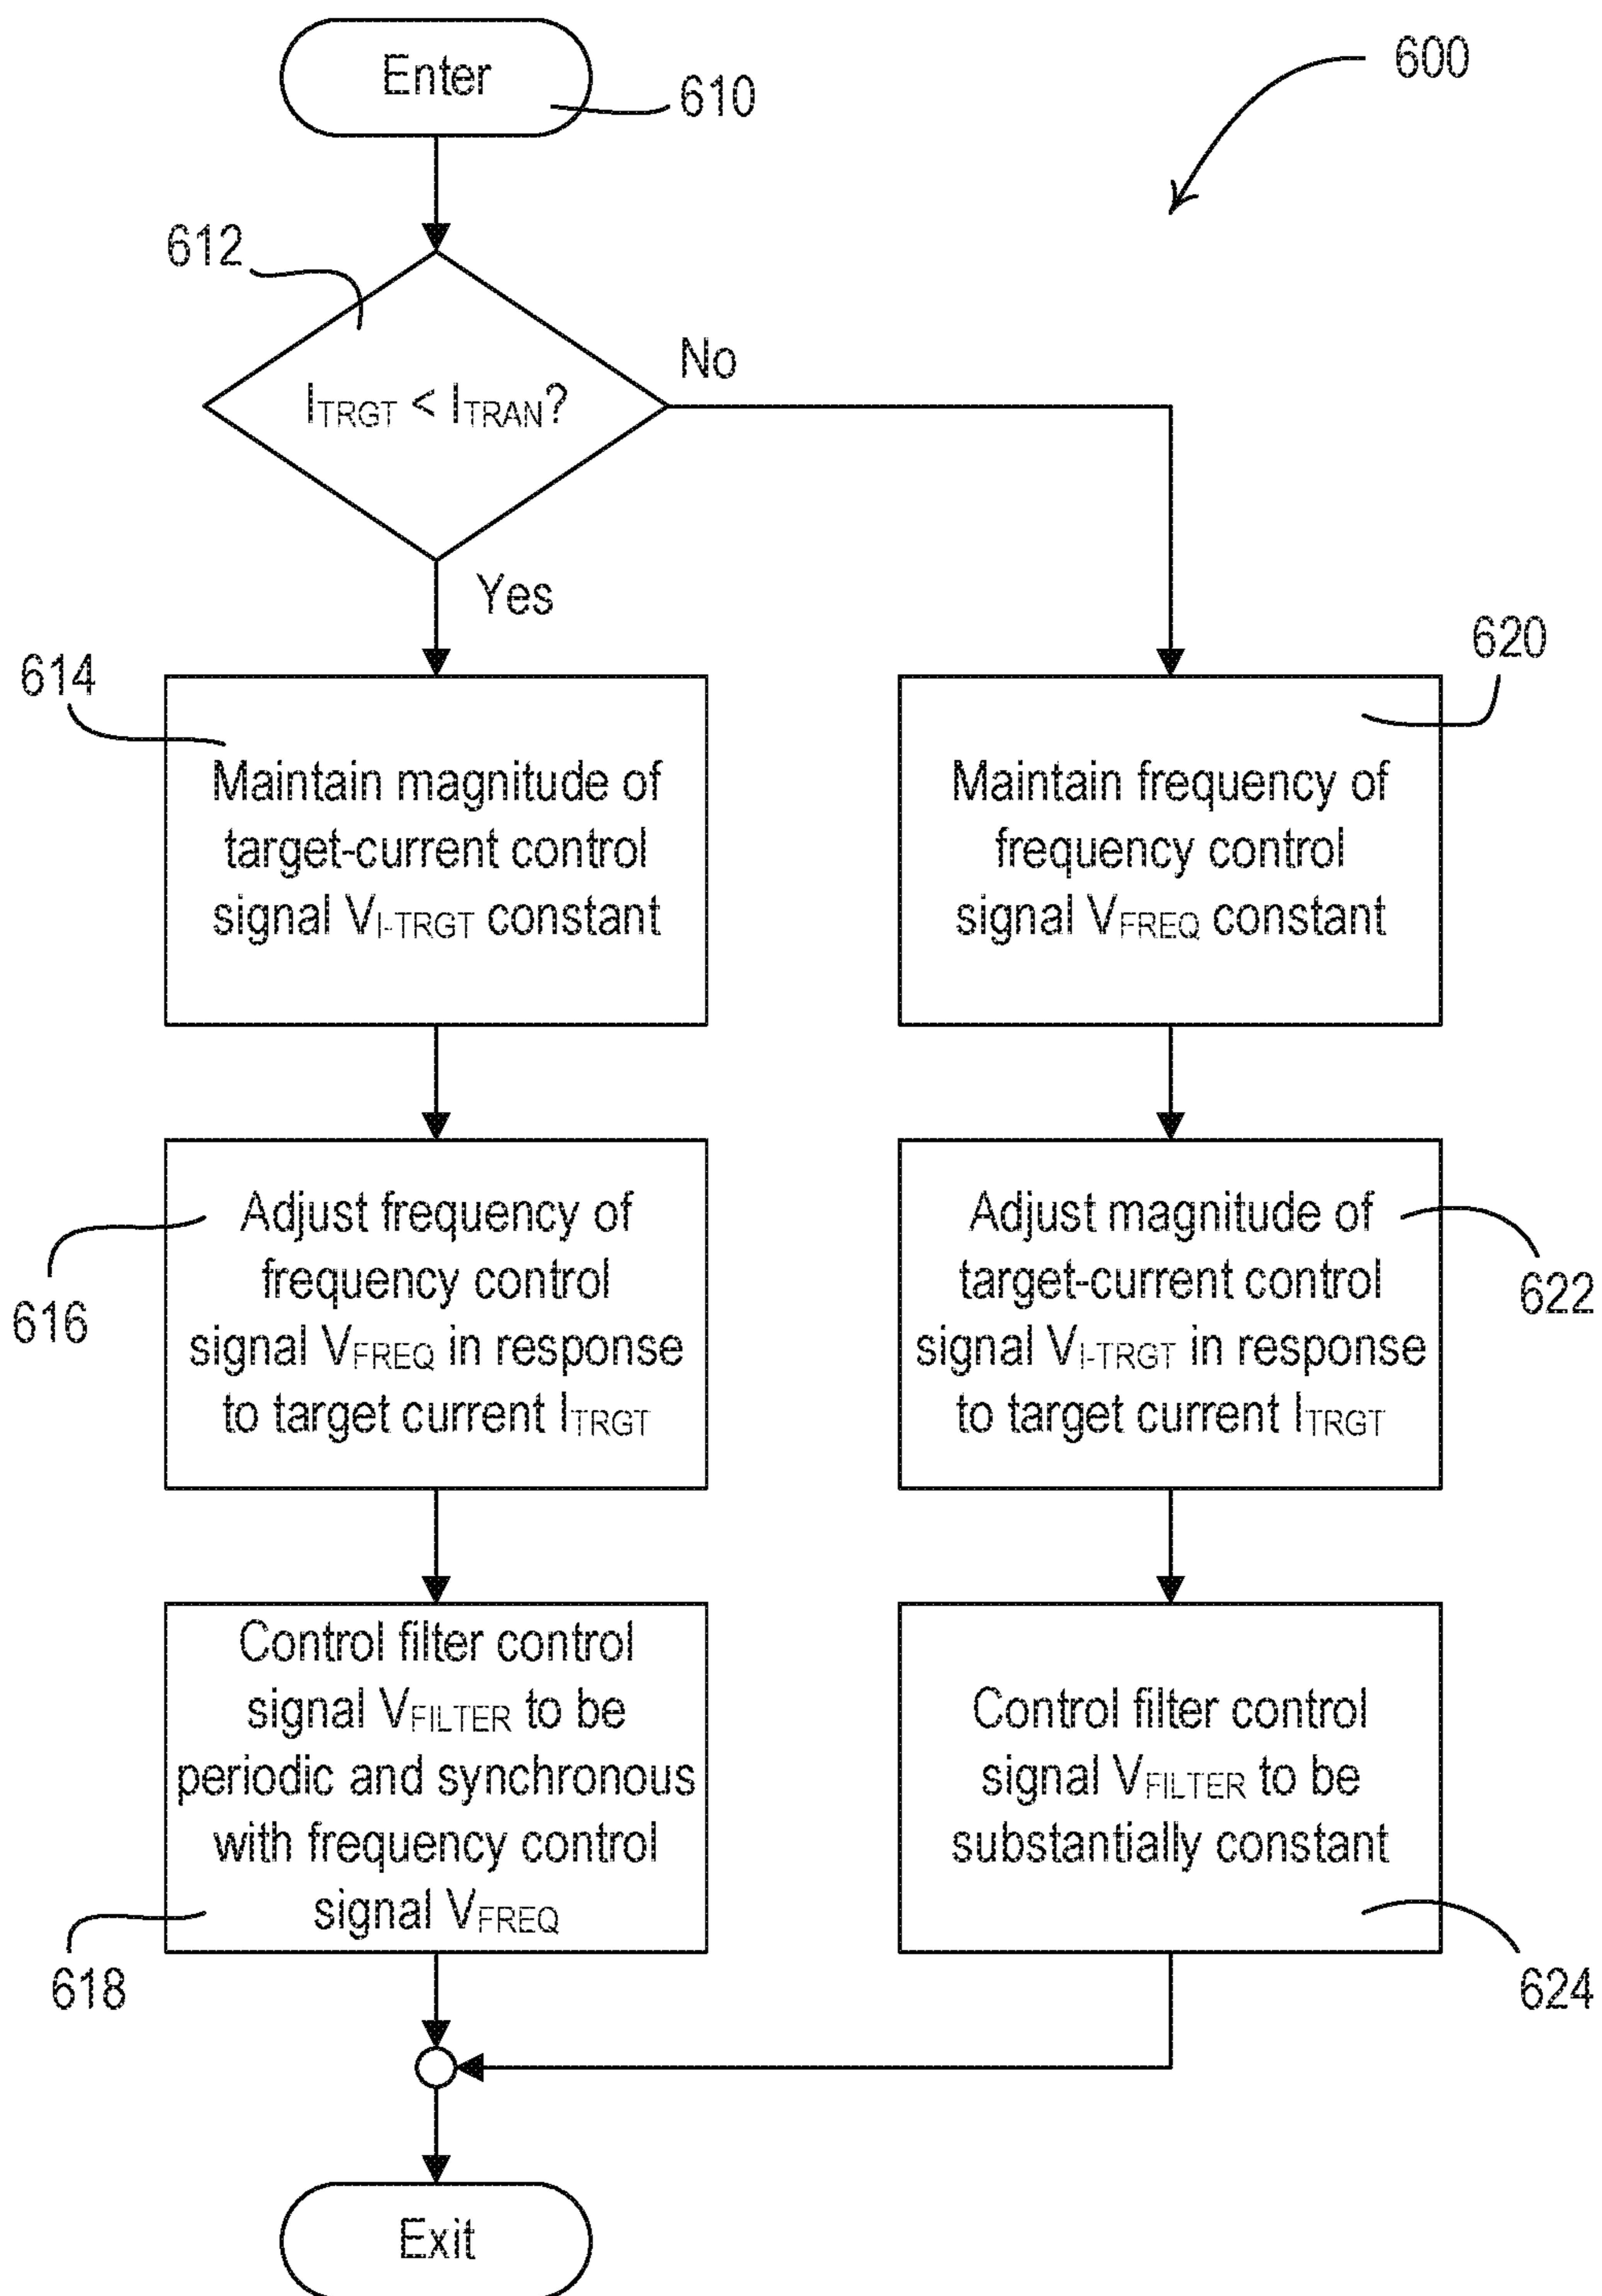 Enter
610
600
612
ITRGT < ITRAN?
No
Yes
614
Maintain magnitude of
target-current control
signal VI-TRGT constant
620
Maintain frequency of
frequency control
signal VFREQ constant
616
Adjust frequency of
frequency control
signal VFREQ in response
to target current ITRGT
622
Adjust magnitude of
target-current control
signal VI-TRGT in response
to target current ITRGT
618
Control filter control
signal VFILTER to be
periodic and synchronous
with frequency control
signal VFREQ
624
Control filter control
signal VFILTER to be
substantially constant
Exit